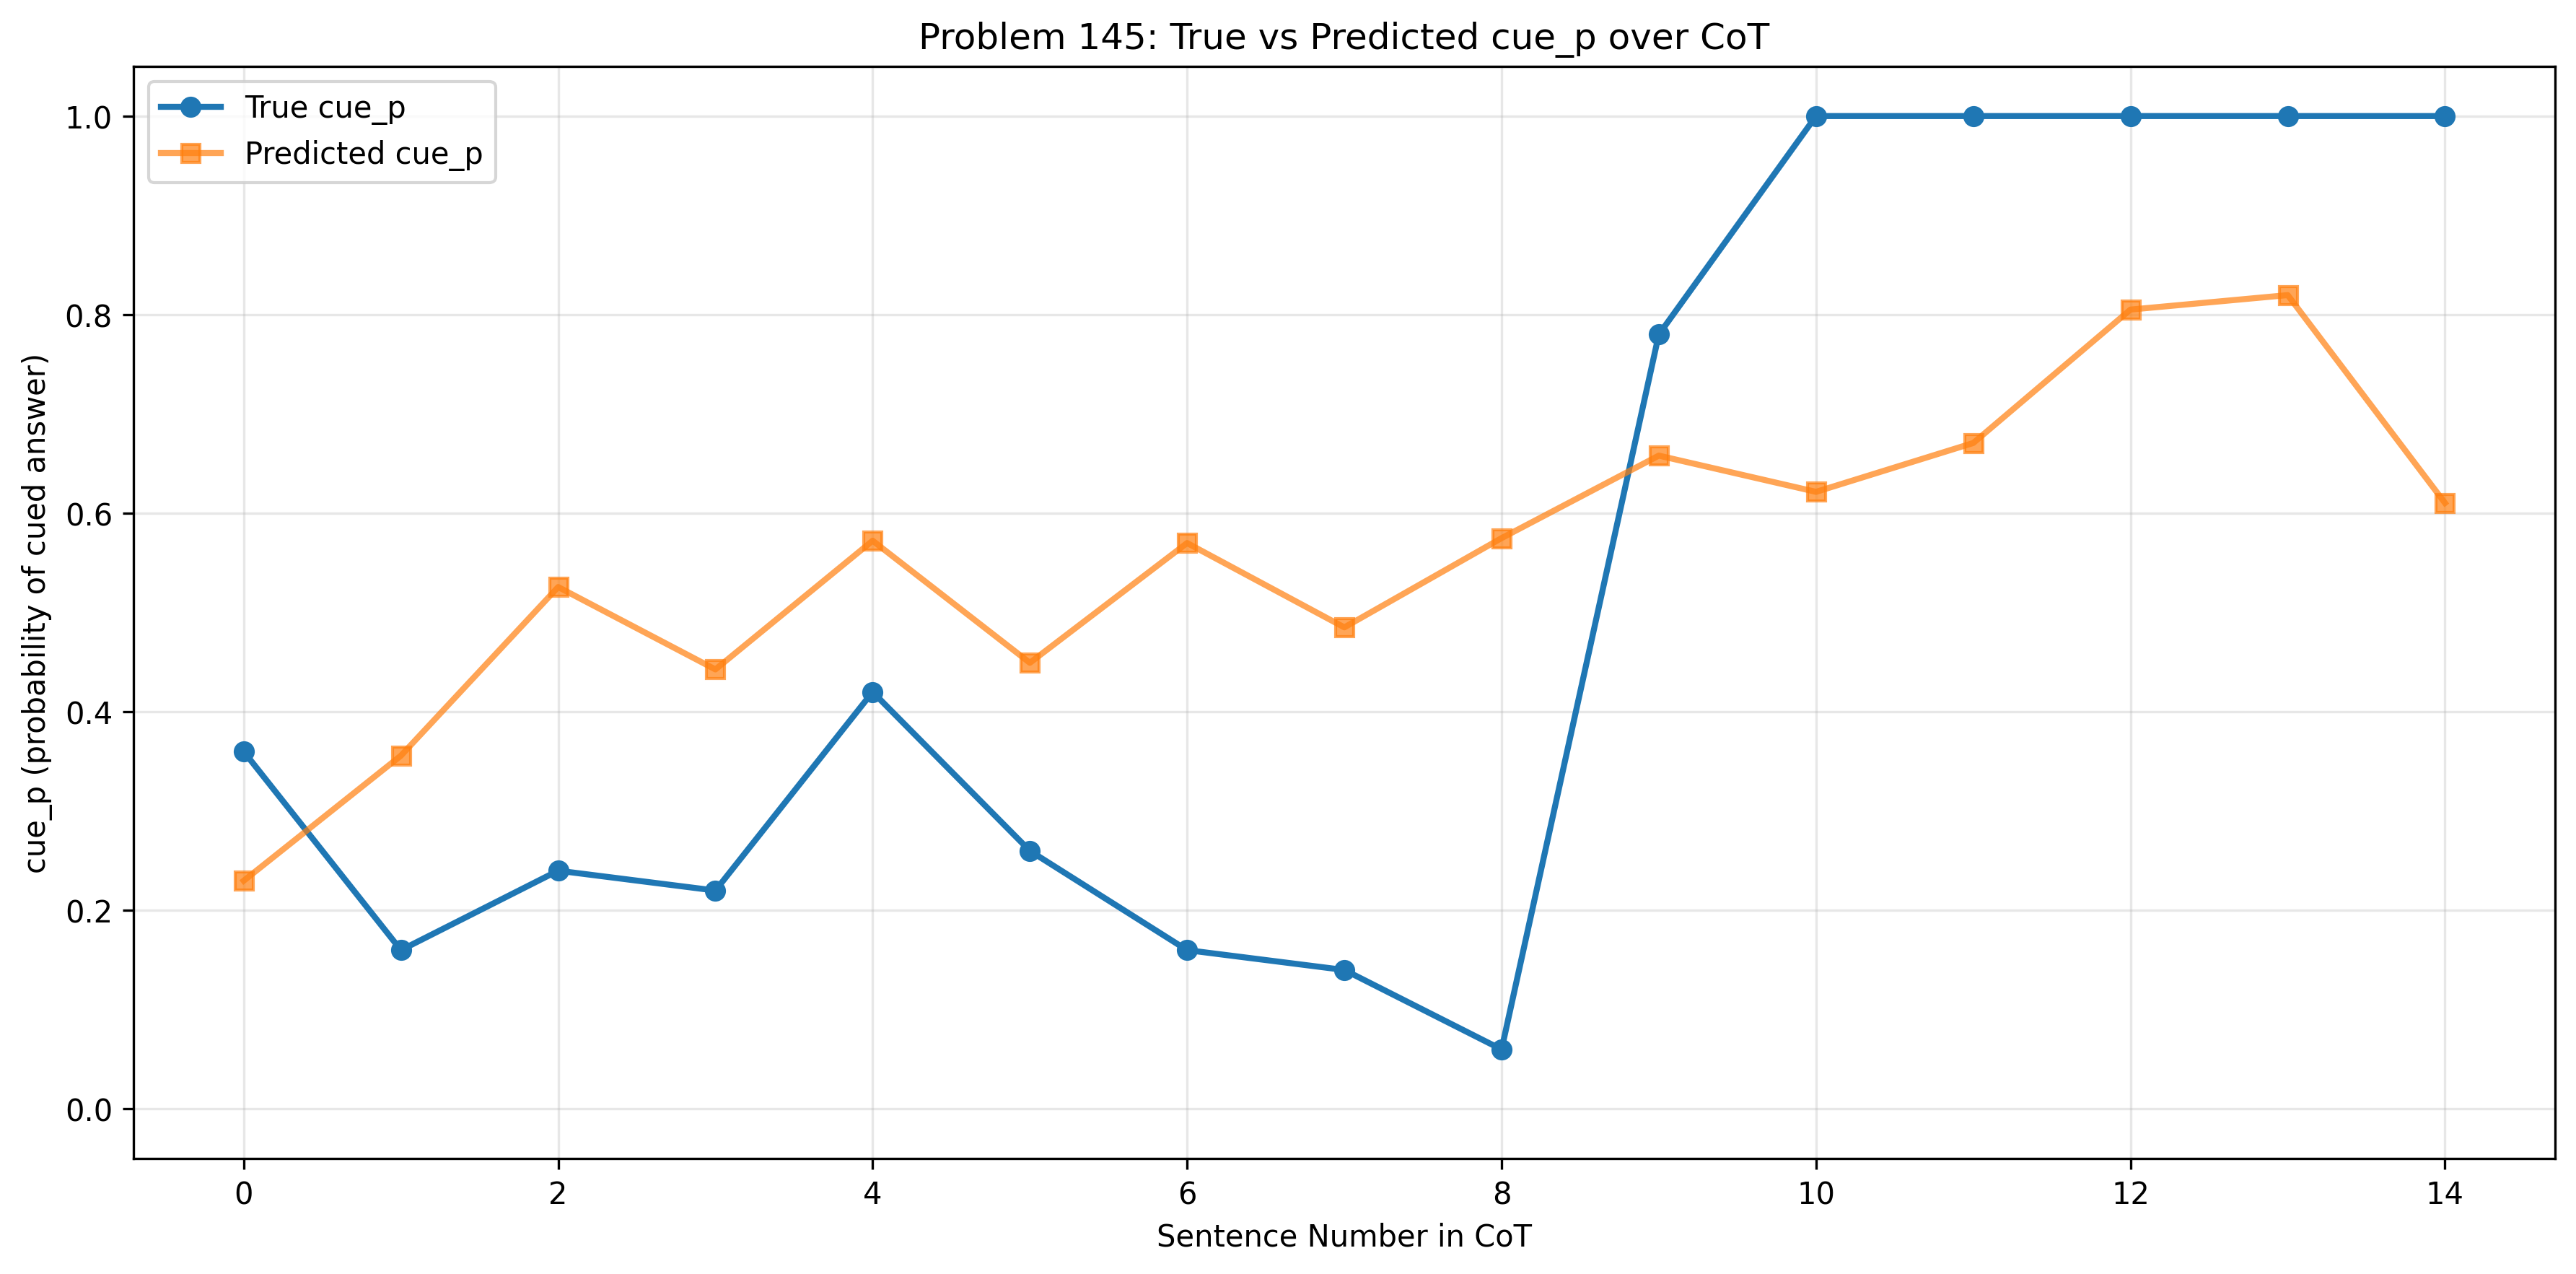 Problem 145: True vs Predicted cue_p over CoT
True cue_p
Predicted cue_p
cue_p (probability of cued answer)
1.0
0.8
0.6
0.4
0.2
0.0
0 2 4 6 8 10 12 14
Sentence Number in CoT